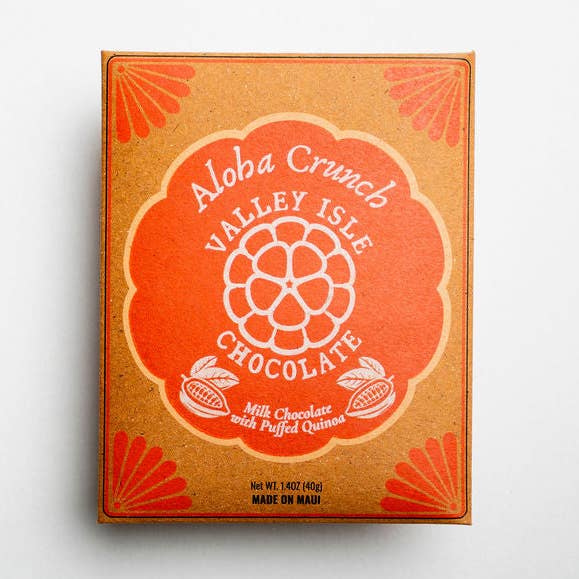 Aloha Crunch
VALLEY ISLE
CHOCOLATE
Milk Chocolate
with Puffed Quinoa
Net WT. 1.4OZ (40g)
MADE ON MAUI